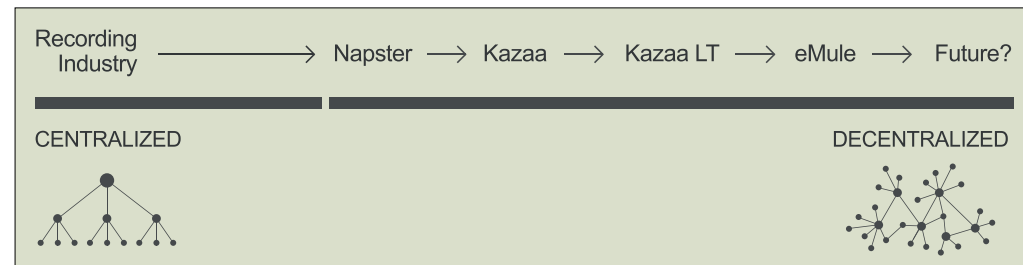 Recording
Industry
Napster
Kazaa
Kazaa LT
eMule
Future?
CENTRALIZED
DECENTRALIZED